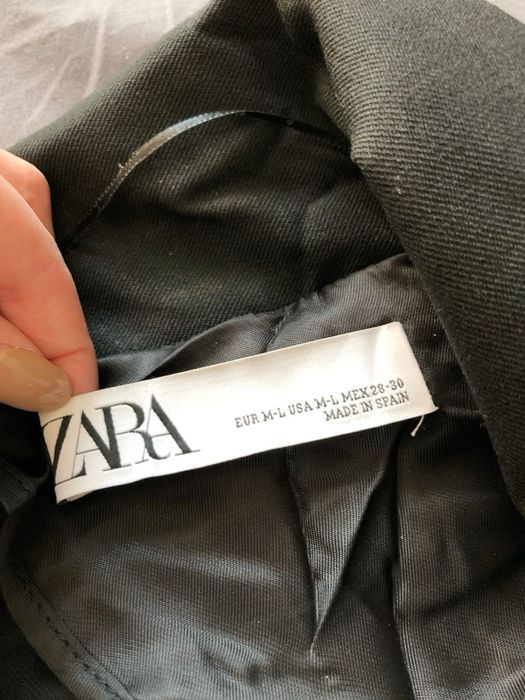 ZARA
EUR M-L USA M-L MEX 28-30
MADE IN SPAIN